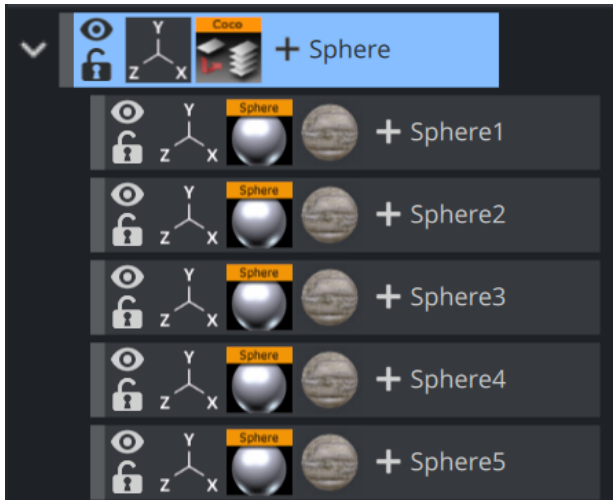 Y
Z X
Coco
+ Sphere
Y
Z X
Sphere
+ Sphere1
Y
Z X
Sphere
+ Sphere2
Y
Z X
Sphere
+ Sphere3
Y
Z X
Sphere
+ Sphere4
Y
Z X
Sphere
+ Sphere5